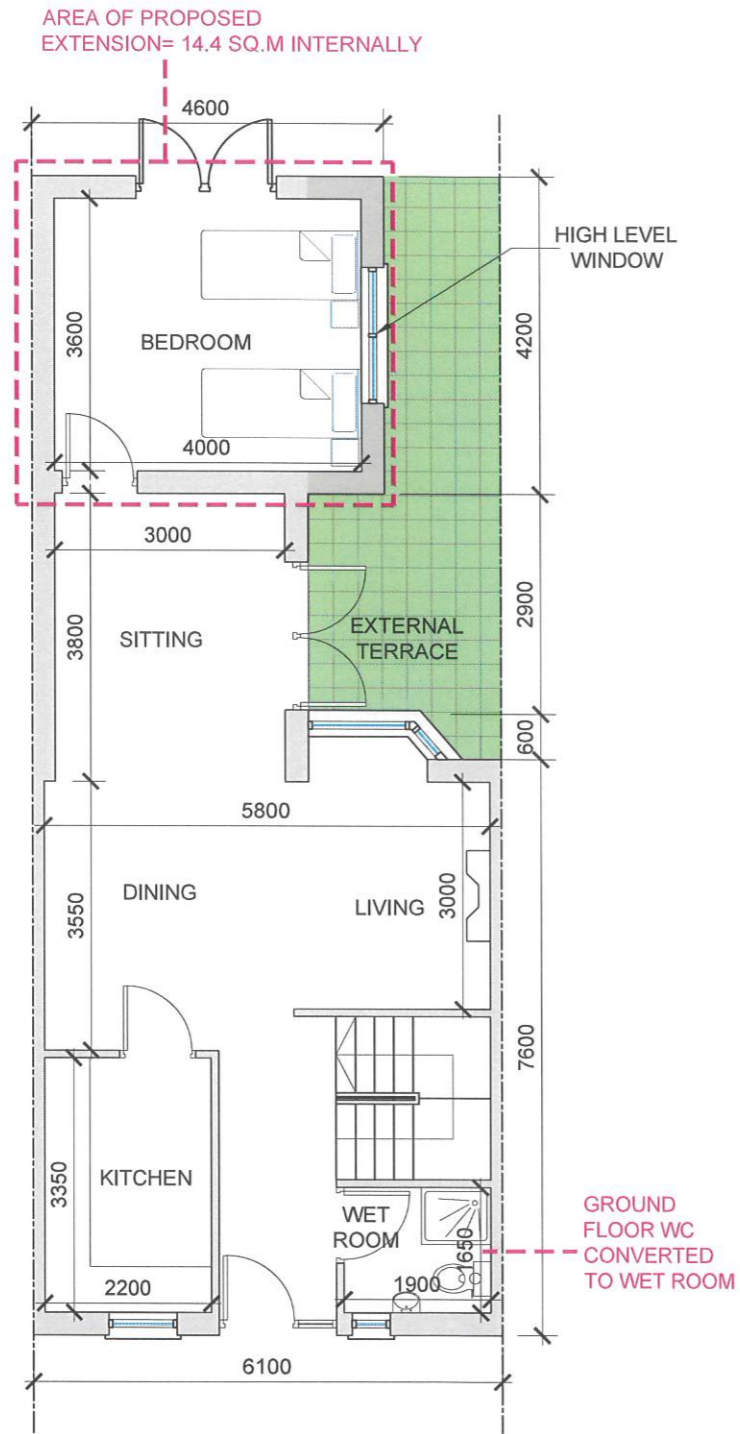 AREA OF PROPOSED
EXTENSION= 14.4 SQ.M INTERNALLY
4600
HIGH LEVEL
WINDOW
3600
BEDROOM
4200
4000
3000
3800
SITTING
EXTERNAL
TERRACE
2900
600
5800
DINING
LIVING
3000
3550
7600
3350
KITCHEN
WET
ROOM
1650
GROUND
FLOOR WC
CONVERTED
TO WET ROOM
2200
1900
6100